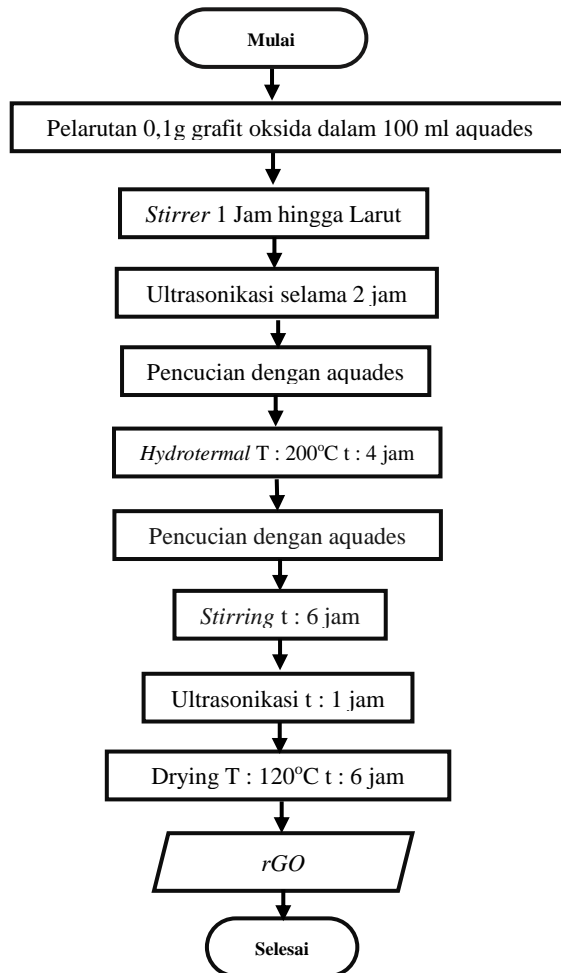 Mulai
Pelarutan 0,1g grafit oksida dalam 100 ml aquades
Stirrer 1 Jam hingga Larut
Ultrasonikasi selama 2 jam
Pencucian dengan aquades
Hydrotermal T : 200°C t : 4 jam
Pencucian dengan aquades
Stirring t : 6 jam
Ultrasonikasi t : 1 jam
Drying T : 120°C t : 6 jam
rGO
Selesai